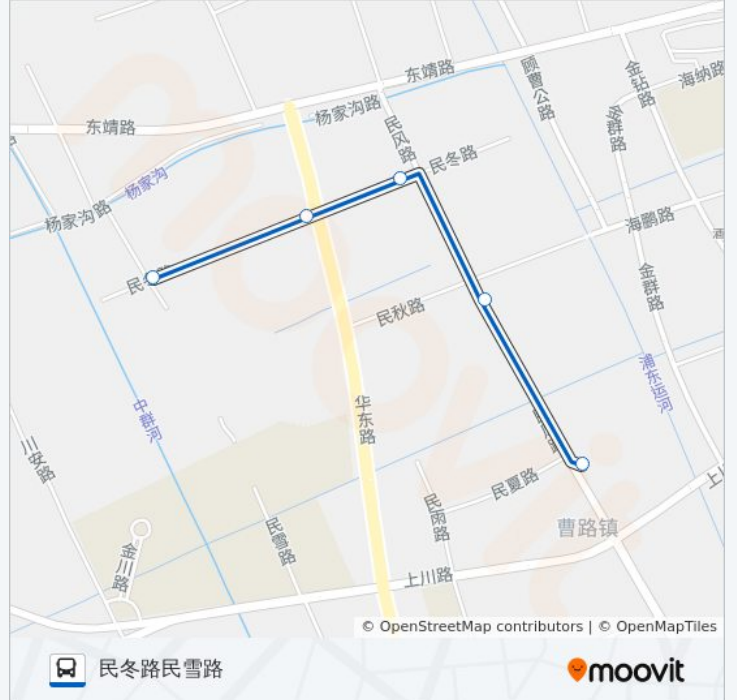 东靖路
顾曹公路
金钻路
海纳路
杨家沟路
金群路
东靖路
民风路
民冬路
杨家沟
杨家沟路
海鹏路
酒
金群路
民秋路
浦东运河
中群河
华东路
川安路
民夏路
民雨路
上川
曹路镇
民雪路
金川路
上川路
© OpenStreetMap contributors | © OpenMapTiles
民冬路民雪路
moovit